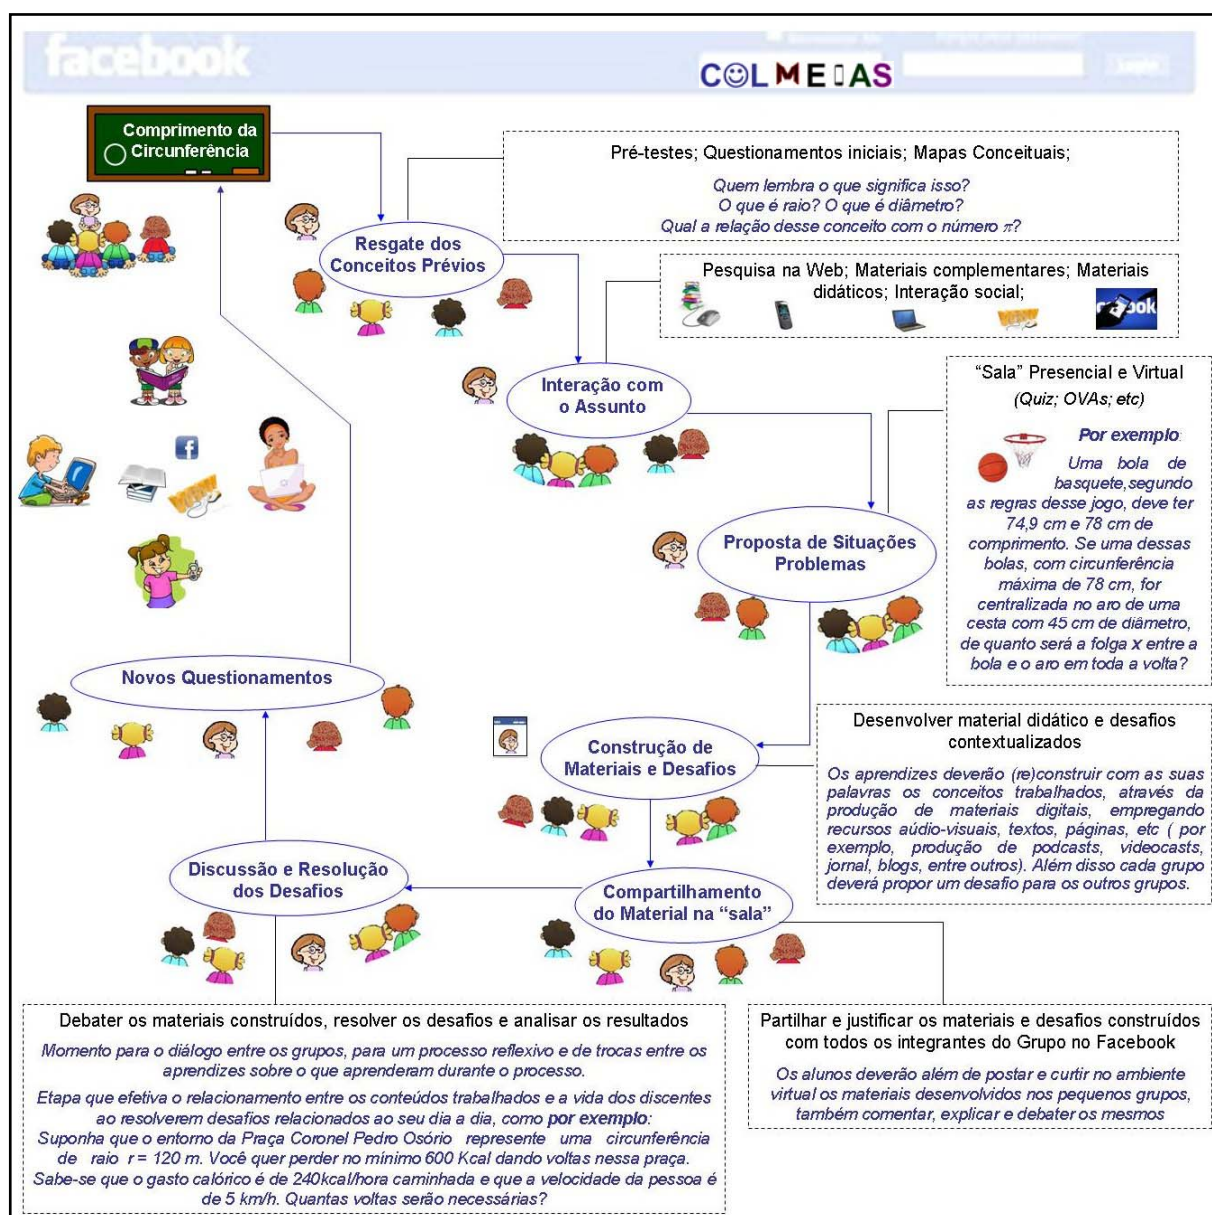 facebook
COLMEIAS
Login
Comprimento da
Circunferência
Pré-testes; Questionamentos iniciais; Mapas Conceituais;
Quem lembra o que significa isso?
O que é raio? O que é diâmetro?
Qual a relação desse conceito com o número π?
Resgate dos
Conceitos Prévios
Pesquisa na Web; Materiais complementares; Materiais
didáticos; Interação social;
Interação com
o Assunto
“Sala” Presencial e Virtual
(Quiz; OVAs; etc)
Por exemplo:
Uma bola de
basquete,segundo
as regras desse jogo, deve ter
74,9 cm e 78 cm de
comprimento. Se uma dessas
bolas, com circunferência
máxima de 78 cm, for
centralizada no aro de uma
cesta com 45 cm de diâmetro,
de quanto será a folga x entre a
bola e o aro em toda a volta?
Proposta de Situações
Problemas
Novos Questionamentos
Construção de
Materiais e Desafios
Desenvolver material didático e desafios
contextualizados
Os aprendizes deverão (re)construir com as suas
palavras os conceitos trabalhados, através da
produção de materiais digitais, empregando
recursos aúdio-visuais, textos, páginas, etc ( por
exemplo, produção de podcasts, videocasts,
jornal, blogs, entre outros). Além disso cada grupo
deverá propor um desafio para os outros grupos.
Discussão e Resolução
dos Desafios
Compartilhamento
do Material na “sala”
Debater os materiais construídos, resolver os desafios e analisar os resultados
Momento para o diálogo entre os grupos, para um processo reflexivo e de trocas entre os
aprendizes sobre o que aprenderam durante o processo.
Etapa que efetiva o relacionamento entre os conteúdos trabalhados e a vida dos discentes
ao resolverem desafios relacionados ao seu dia a dia, como por exemplo:
Suponha que o entorno da Praça Coronel Pedro Osório represente uma circunferência
de raio r = 120 m. Você quer perder no mínimo 600 Kcal dando voltas nessa praça.
Sabe-se que o gasto calórico é de 240kcal/hora caminhada e que a velocidade da pessoa é
de 5 km/h. Quantas voltas serão necessárias?
Partilhar e justificar os materiais e desafios construídos
com todos os integrantes do Grupo no Facebook
Os alunos deverão além de postar e curtir no ambiente
virtual os materiais desenvolvidos nos pequenos grupos,
também comentar, explicar e debater os mesmos